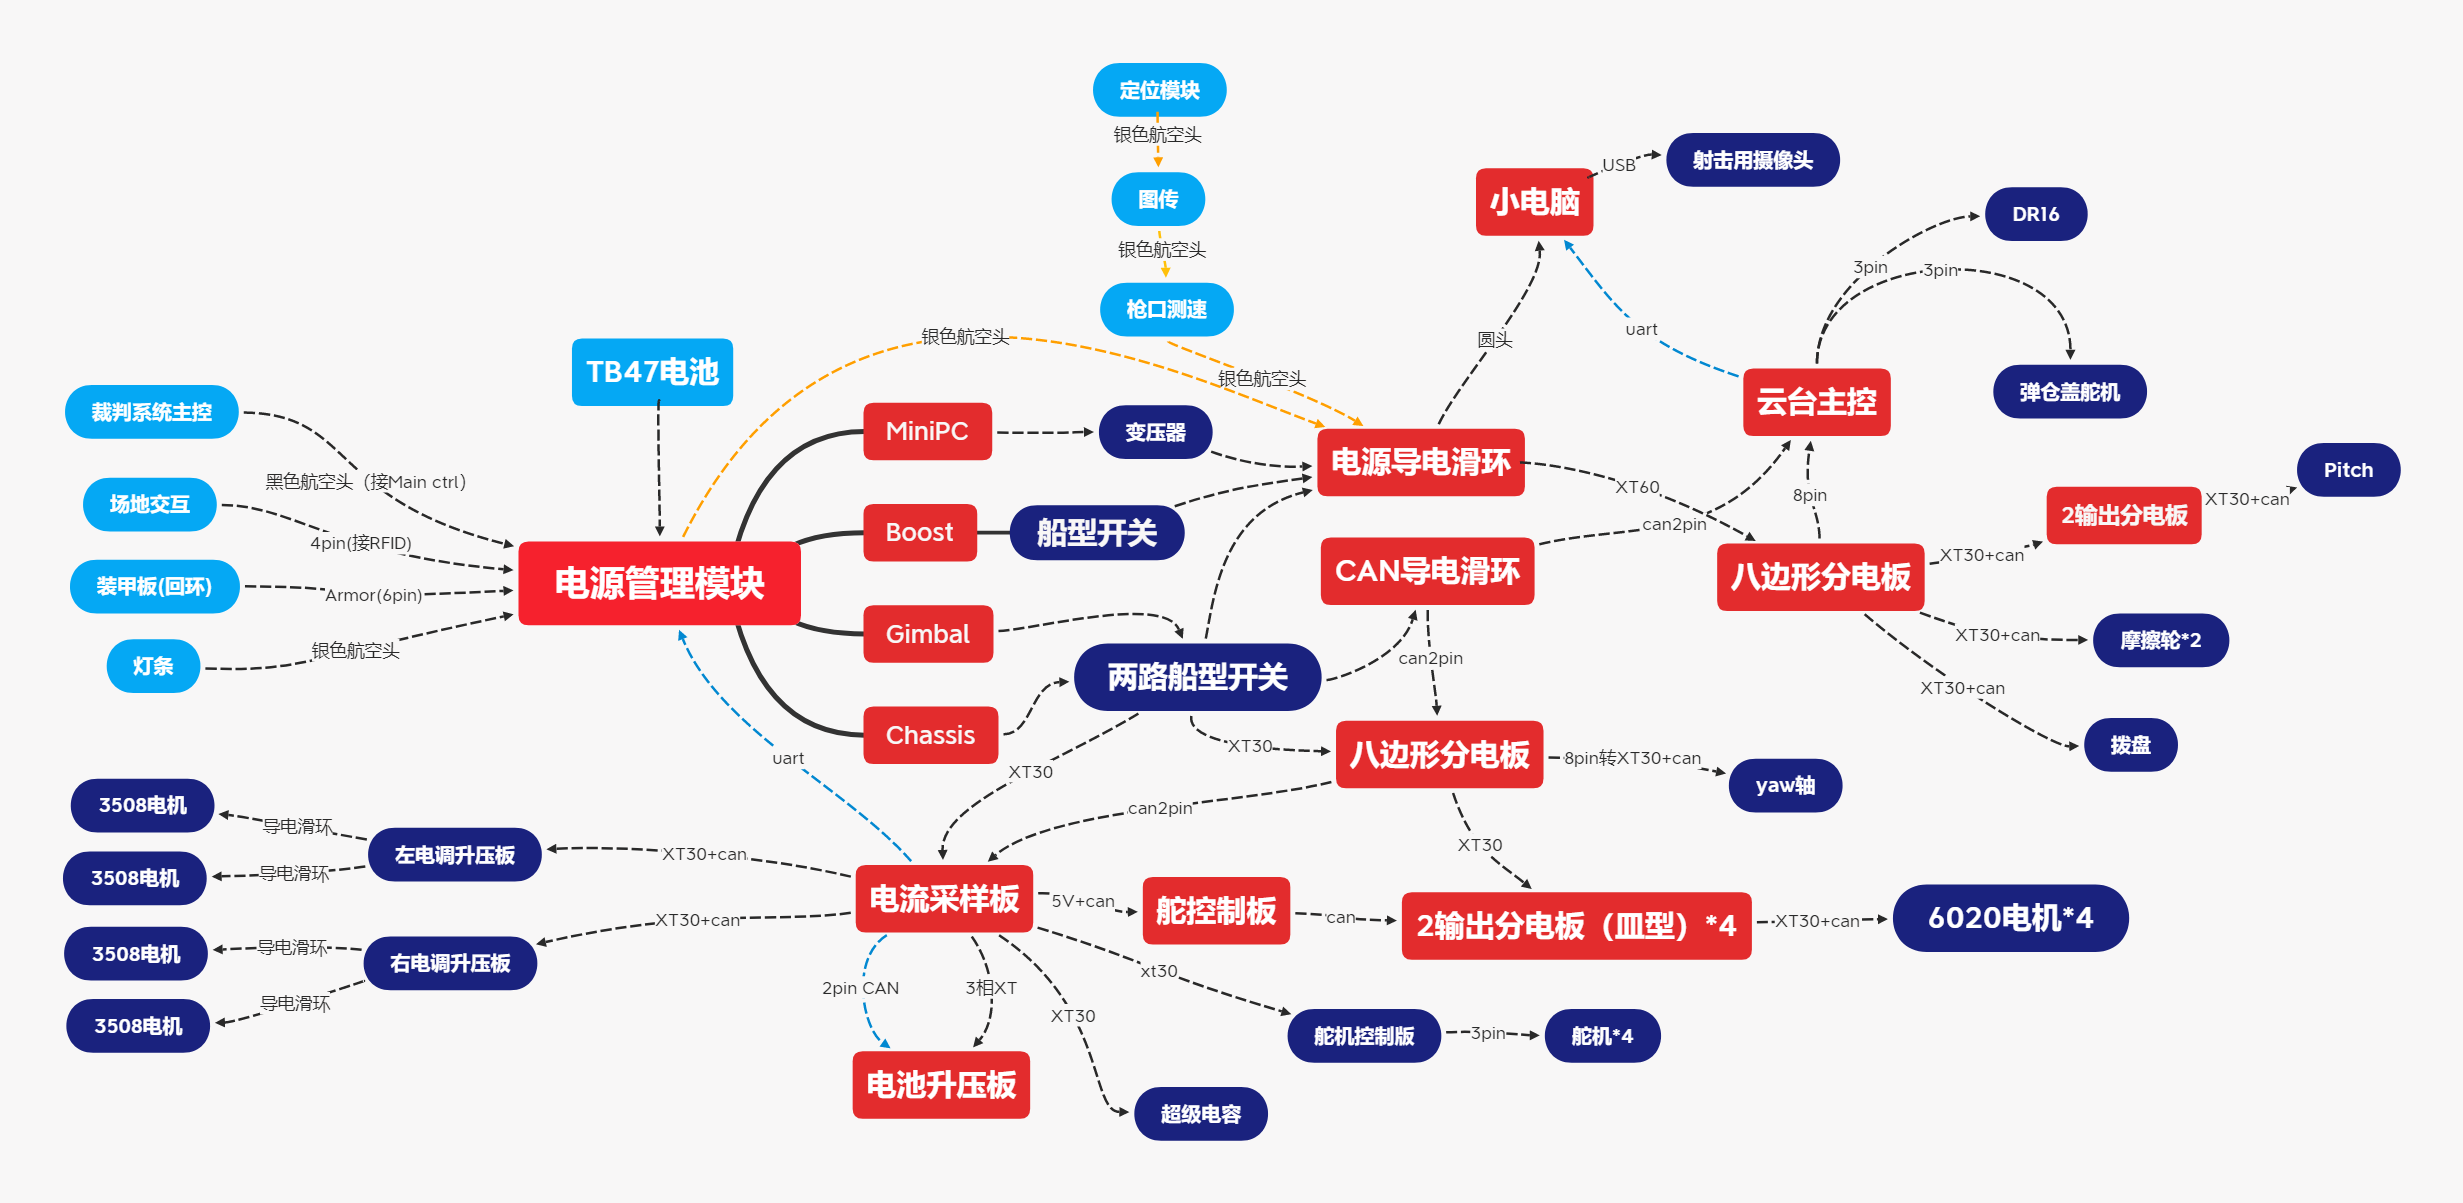 定位模块
银色航空头
图传
银色航空头
枪口测速
银色航空头
银色航空头
TB47电池
裁判系统主控
黑色航空头（接Main ctrl)
场地交互
4pin(接RFID)
装甲板(回环)
Armor(6pin)
灯条
银色航空头
电源管理模块
MiniPC
变压器
Boost
船型开关
Gimbal
两路船型开关
Chassis
uart
小电脑
USB
射击用摄像头
圆头
uart
DR16
3pin
3pin
弹仓盖舵机
云台主控
电源导电滑环
XT60
8pin
can2pin
CAN导电滑环
八边形分电板
XT30+can
2输出分电板
XT30+can
Pitch
XT30+can
摩擦轮*2
XT30+can
拨盘
can2pin
XT30
XT30
八边形分电板
8pin转XT30+can
yaw轴
can2pin
XT30
3508电机
导电滑环
3508电机
导电滑环
左电调升压板
XT30+can
3508电机
导电滑环
3508电机
导电滑环
右电调升压板
XT30+can
电流采样板
5V+can
舵控制板
can
2输出分电板（皿型）*4
XT30+can
6020电机*4
2pin CAN
3相XT
XT30
xt30
舵机控制版
3pin
舵机*4
电池升压板
超级电容